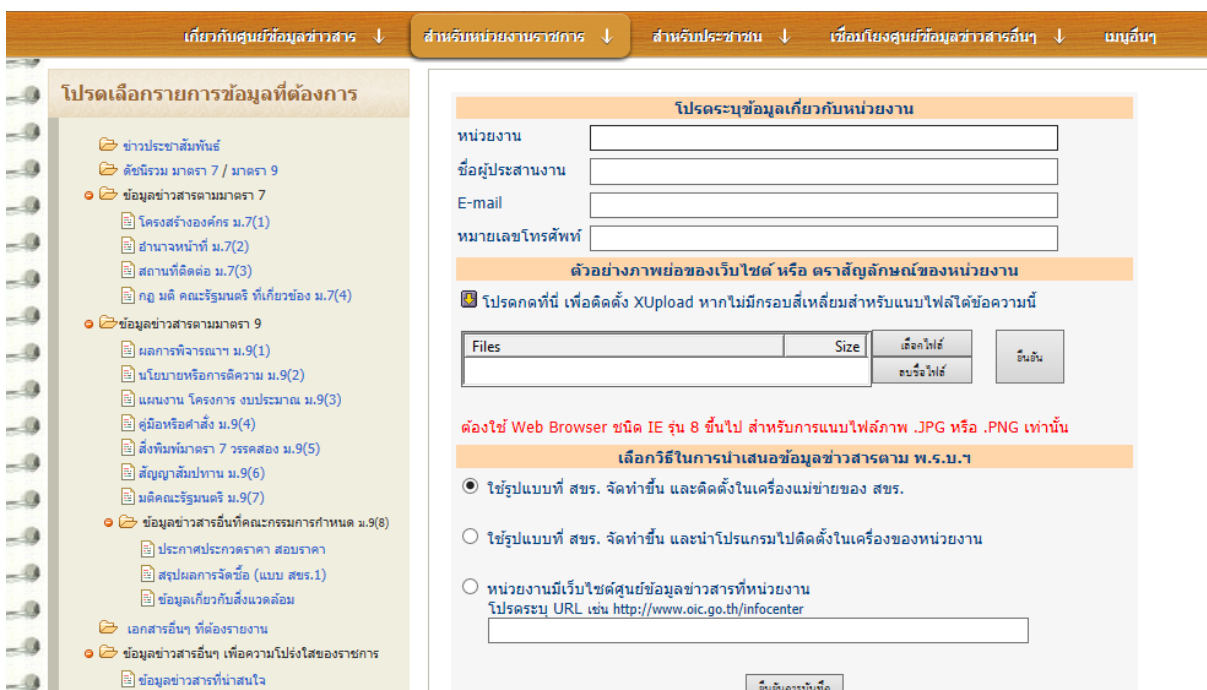 เกี่ยวกับศูนย์ข้อมูลข่าวสาร ↓ สำหรับหน่วยงานราชการ ↓ สำหรับประชาชน ↓ เชื่อมโยงศูนย์ข้อมูลข่าวสารอื่นๆ ↓ เมนูอื่นๆ
โปรดเลือกรายการข้อมูลที่ต้องการ
ข่าวประชาสัมพันธ์
ดัชนีรวม มาตรา 7 / มาตรา 9
ข้อมูลข่าวสารตามมาตรา 7
โครงสร้างองค์กร ม.7(1)
อำนาจหน้าที่ ม.7(2)
สถานที่ติดต่อ ม.7(3)
กฎ มติ คณะรัฐมนตรี ที่เกี่ยวข้อง ม.7(4)
ข้อมูลข่าวสารตามมาตรา 9
ผลการพิจารณาฯ ม.9(1)
นโยบายหรือการตีความ ม.9(2)
แผนงาน โครงการ งบประมาณ ม.9(3)
คู่มือหรือคำสั่ง ม.9(4)
สิ่งพิมพ์มาตรา 7 วรรคสอง ม.9(5)
สัญญาสัมปทาน ม.9(6)
มติคณะรัฐมนตรี ม.9(7)
ข้อมูลข่าวสารอื่นที่คณะกรรมการกำหนด ม.9(8)
ประกาศประกวดราคา สอบราคา
สรุปผลการจัดซื้อ (แบบ สขร.1)
ข้อมูลเกี่ยวกับสิ่งแวดล้อม
เอกสารอื่นๆ ที่ต้องรายงาน
ข้อมูลข่าวสารอื่นๆ เพื่อความโปร่งใสของราชการ
ข้อมูลข่าวสารที่น่าสนใจ
โปรดระบุข้อมูลเกี่ยวกับหน่วยงาน
หน่วยงาน
ชื่อผู้ประสานงาน
E-mail
หมายเลขโทรศัพท์
ตัวอย่างภาพย่อของเว็บไซต์ หรือ ตราสัญลักษณ์ของหน่วยงาน
โปรดกดที่นี่ เพื่อติดตั้ง XUpload หากไม่มีกรอบสี่เหลี่ยมสำหรับแนบไฟล์ใต้ข้อความนี้
Files Size เลือกไฟล์
ลบชื่อไฟล์
ยืนยัน
ต้องใช้ Web Browser ชนิด IE รุ่น 8 ขึ้นไป สำหรับการแนบไฟล์ภาพ .JPG หรือ .PNG เท่านั้น
เลือกวิธีในการนำเสนอข้อมูลข่าวสารตาม พ.ร.บ.ฯ
ใช้รูปแบบที่ สขร. จัดทำขึ้น และติดตั้งในเครื่องแม่ข่ายของ สขร.
ใช้รูปแบบที่ สขร. จัดทำขึ้น และนำโปรแกรมไปติดตั้งในเครื่องของหน่วยงาน
หน่วยงานมีเว็บไซต์ศูนย์ข้อมูลข่าวสารที่หน่วยงาน
โปรดระบุ URL เช่น http://www.oic.go.th/infocenter
ยืนยันการบันทึก